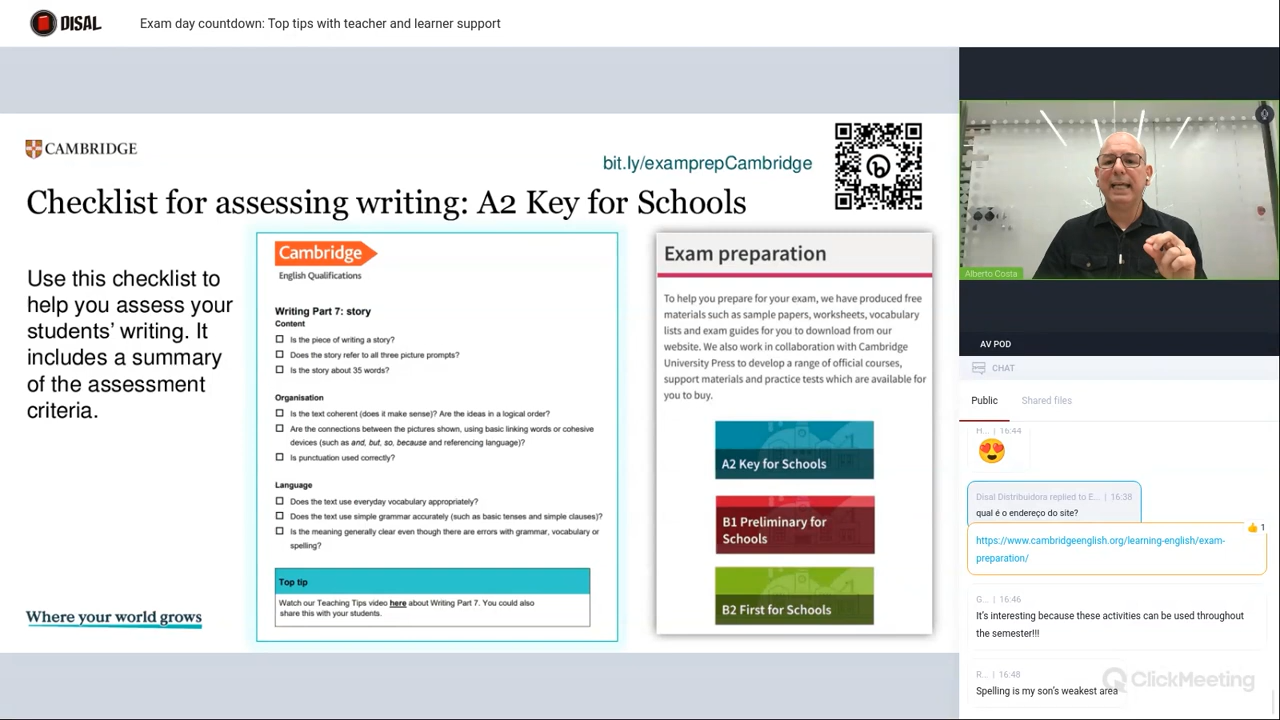 DISAL
Exam day countdown: Top tips with teacher and learner support
CAMBRIDGE
bit.ly/examprepCambridge
Checklist for assessing writing: A2 Key for Schools
Use this checklist to
help you assess your
students’ writing. It
includes a summary
of the assessment
criteria.
Where your world grows
Cambridge
English Qualifications
Writing Part 7: story
Content
Is the piece of writing a story?
Does the story refer to all three picture prompts?
Is the story about 35 words?
Organisation
Is the text coherent (does it make sense)? Are the ideas in a logical order?
Are the connections between the pictures shown, using basic linking words or cohesive
devices (such as and, but, so, because and referencing language)?
Is punctuation used correctly?
Language
Does the text use everyday vocabulary appropriately?
Does the text use simple grammar accurately (such as basic tenses and simple clauses)?
Is the meaning generally clear even though there are errors with grammar, vocabulary or
spelling?
Top tip
Watch our Teaching Tips video here about Writing Part 7. You could also
share this with your students.
Exam preparation
To help you prepare for your exam, we have produced free
materials such as sample papers, worksheets, vocabulary
lists and exam guides for you to download from our
website. We also work in collaboration with Cambridge
University Press to develop a range of official courses,
support materials and practice tests which are available for
you to buy.
A2 Key for Schools
B1 Preliminary for
Schools
B2 First for Schools
Alberto Costa
AV POD
CHAT
Public Shared files
H... | 16:44
Disal Distribuidora replied to E... | 16:38
qual é o endereço do site?
1
https://www.cambridgeenglish.org/learning-english/exam-
preparation/
G... | 16:46
It’s interesting because these activities can be used throughout
the semester!!!
R... | 16:48
Spelling is my son’s weakest area
ClickMeeting